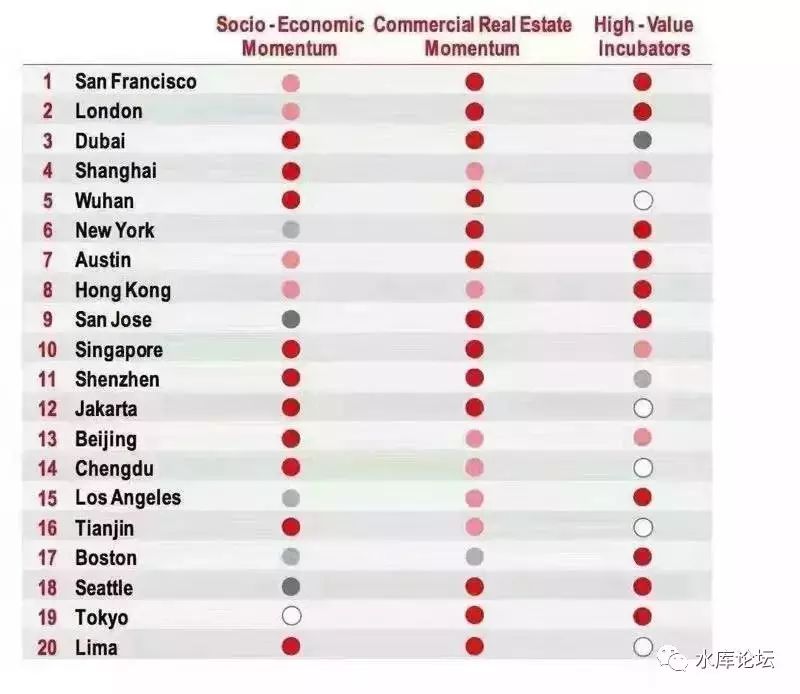 Socio - Economic Commercial Real Estate High - Value
Momentum Momentum Incubators
1 San Francisco
2 London
3 Dubai
4 Shanghai
5 Wuhan
6 New York
7 Austin
8 Hong Kong
9 San Jose
10 Singapore
11 Shenzhen
12 Jakarta
13 Beijing
14 Chengdu
15 Los Angeles
16 Tianjin
17 Boston
18 Seattle
19 Tokyo
20 Lima
水库论坛